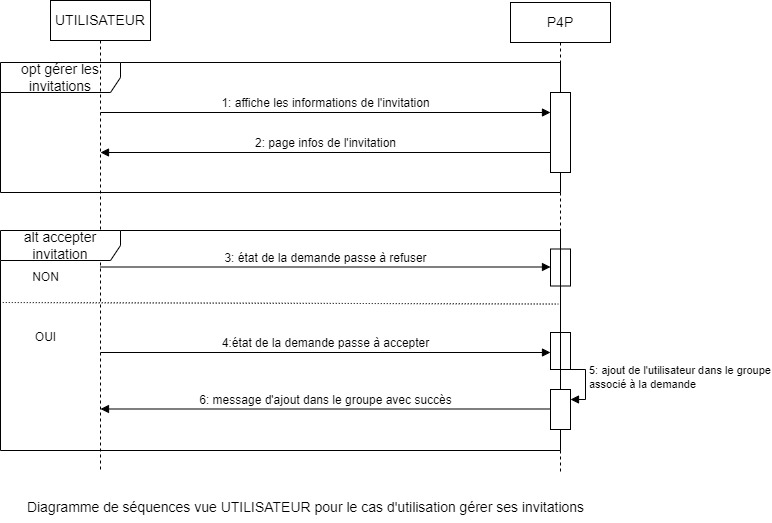 UTILISATEUR
P4P
opt gérer les
invitations
1: affiche les informations de l'invitation
2: page infos de l'invitation
alt accepter
invitation
3: état de la demande passe à refuser
NON
OUI
4:état de la demande passe à accepter
5: ajout de l'utilisateur dans le groupe
associé à la demande
6: message d'ajout dans le groupe avec succès
Diagramme de séquences vue UTILISATEUR pour le cas d'utilisation gérer ses invitations